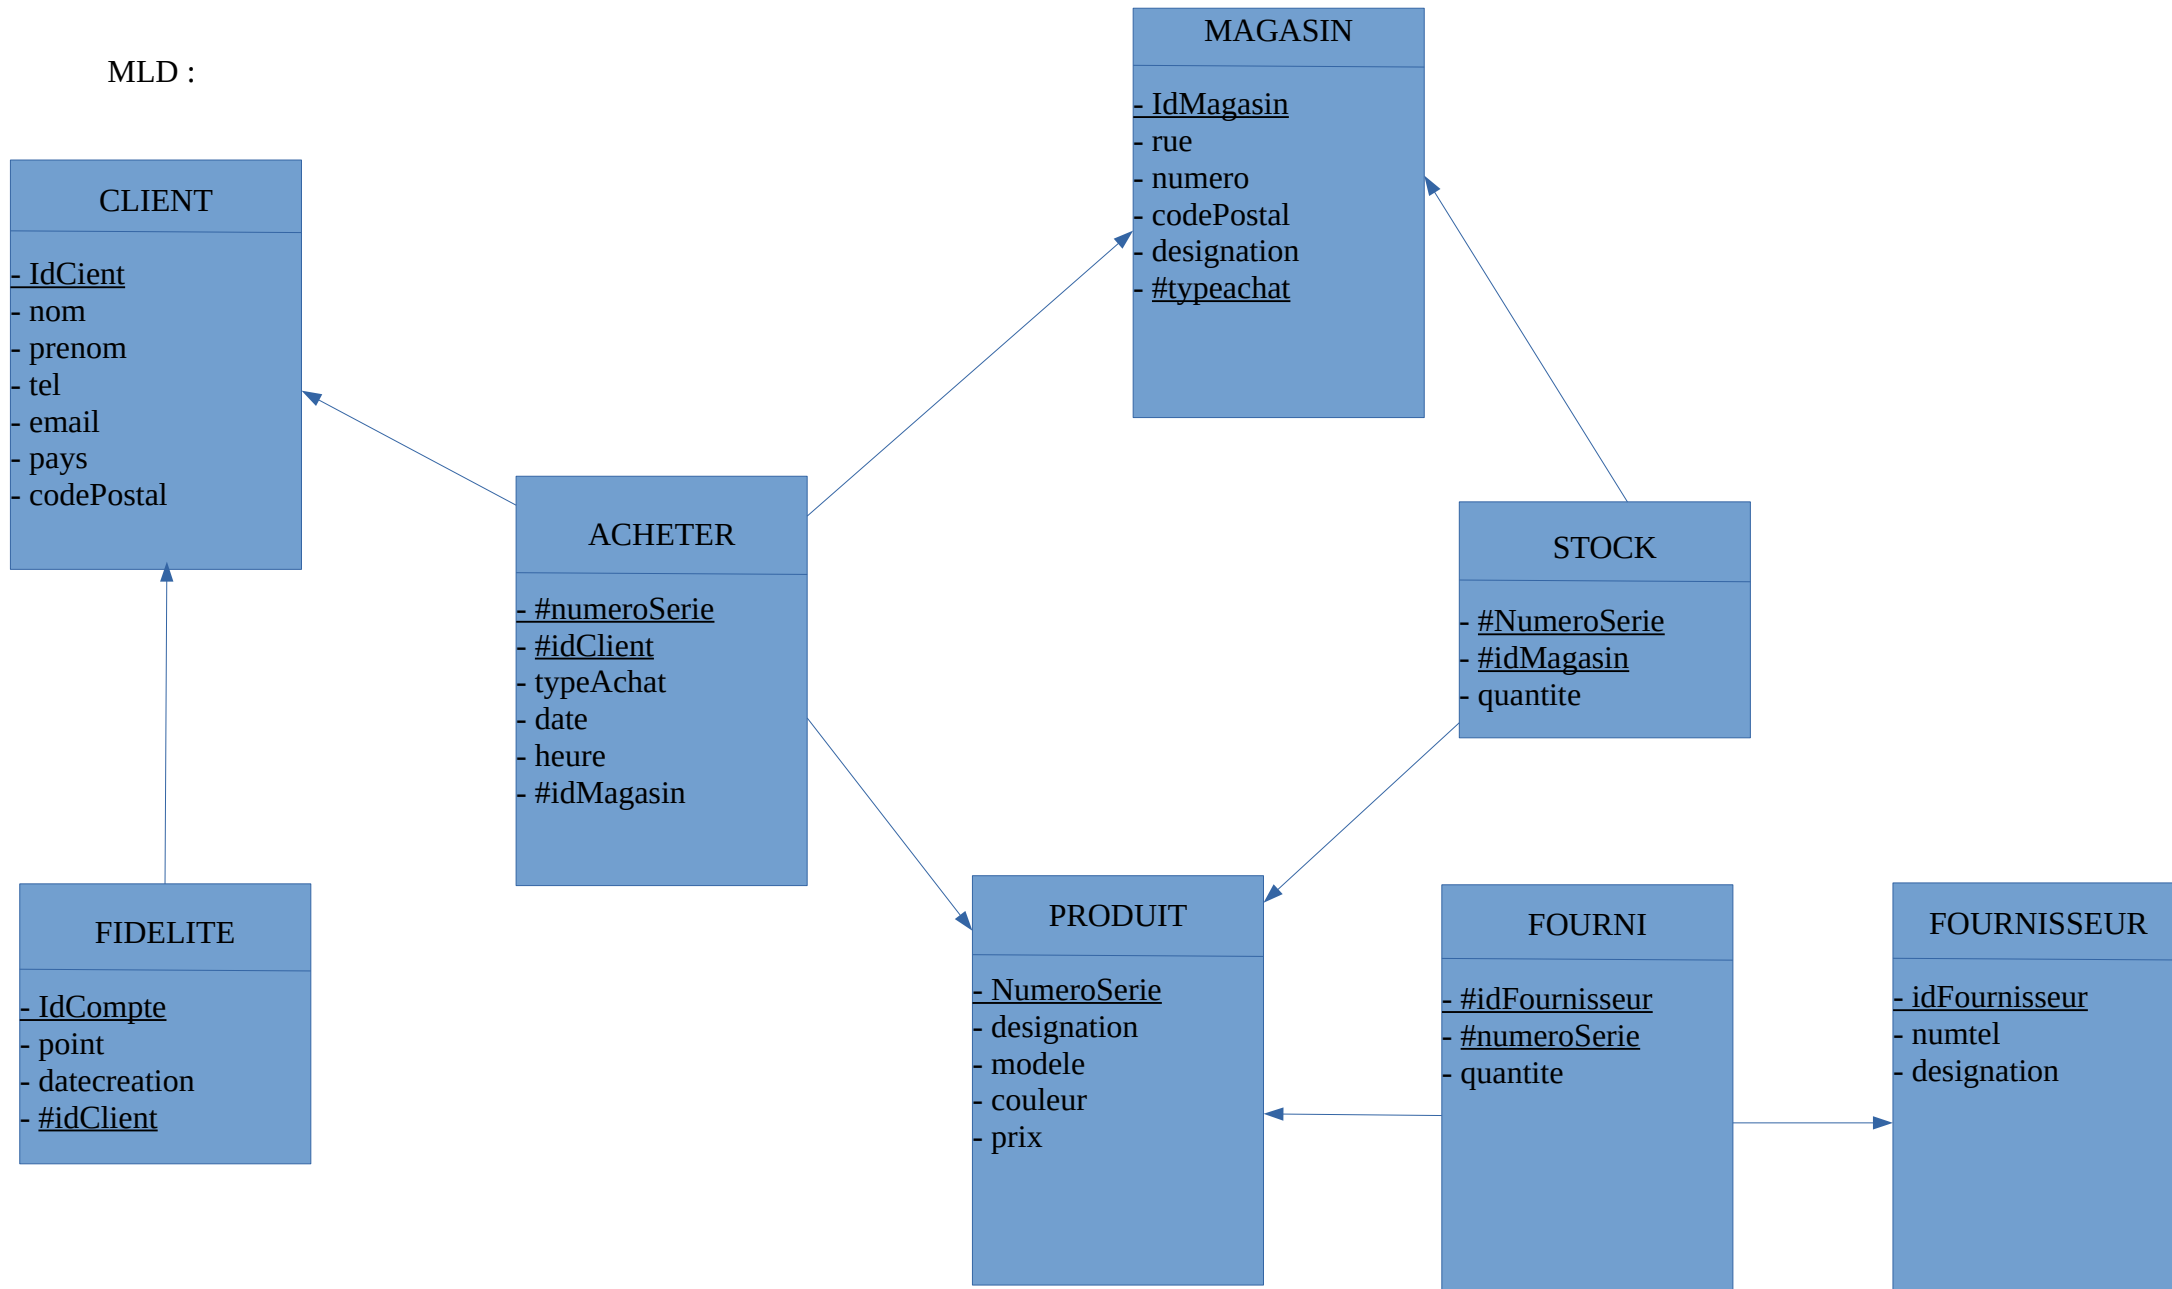 MLD :
MAGASIN
- IdMagasin
- rue
- numero
- codePostal
- designation
- #typeachat
CLIENT
- IdCient
- nom
- prenom
- tel
- email
- pays
- codePostal
ACHETER
- #numeroSerie
- #idClient
- typeAchat
- date
- heure
- #idMagasin
STOCK
- #NumeroSerie
- #idMagasin
- quantite
FIDELITE
- IdCompte
- point
- datecreation
- #idClient
PRODUIT
- NumeroSerie
- designation
- modele
- couleur
- prix
FOURNI
- #idFournisseur
- #numeroSerie
- quantite
FOURNISSEUR
- idFournisseur
- numtel
- designation